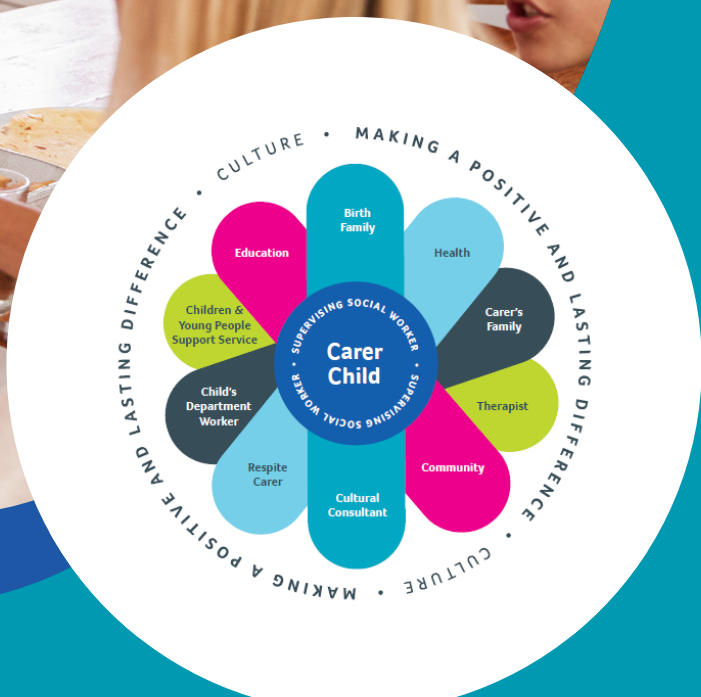 MAKING A POSITIVE AND LASTING DIFFERENCE • CULTURE •
MAKING A POSITIVE AND LASTING DIFFERENCE • CULTURE •
Birth
Family
Health
Carer's
Family
Therapist
Community
Cultural
Consultant
Respite
Carer
Child's
Department
Worker
Children &
Young People
Support Service
Education
SUPERVISING SOCIAL WORKER •
SUPERVISING SOCIAL WORKER •
Carer
Child